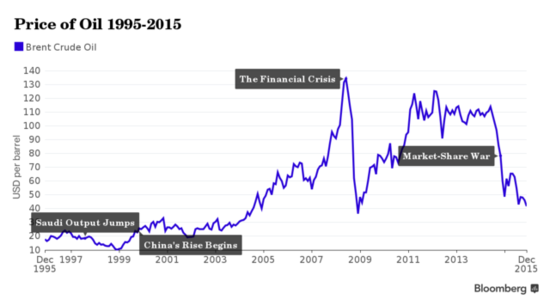 Price of Oil 1995-2015
Brent Crude Oil
140
130
120
110
100
90
80
70
60
50
40
30
20
10
USD per barrel
The Financial Crisis
Market-Share War
Saudi Output Jumps
China's Rise Begins
Dec 1997 1999 2001 2003 2005 2007 2009 2011 2013 Dec
1995 2015
Bloomberg